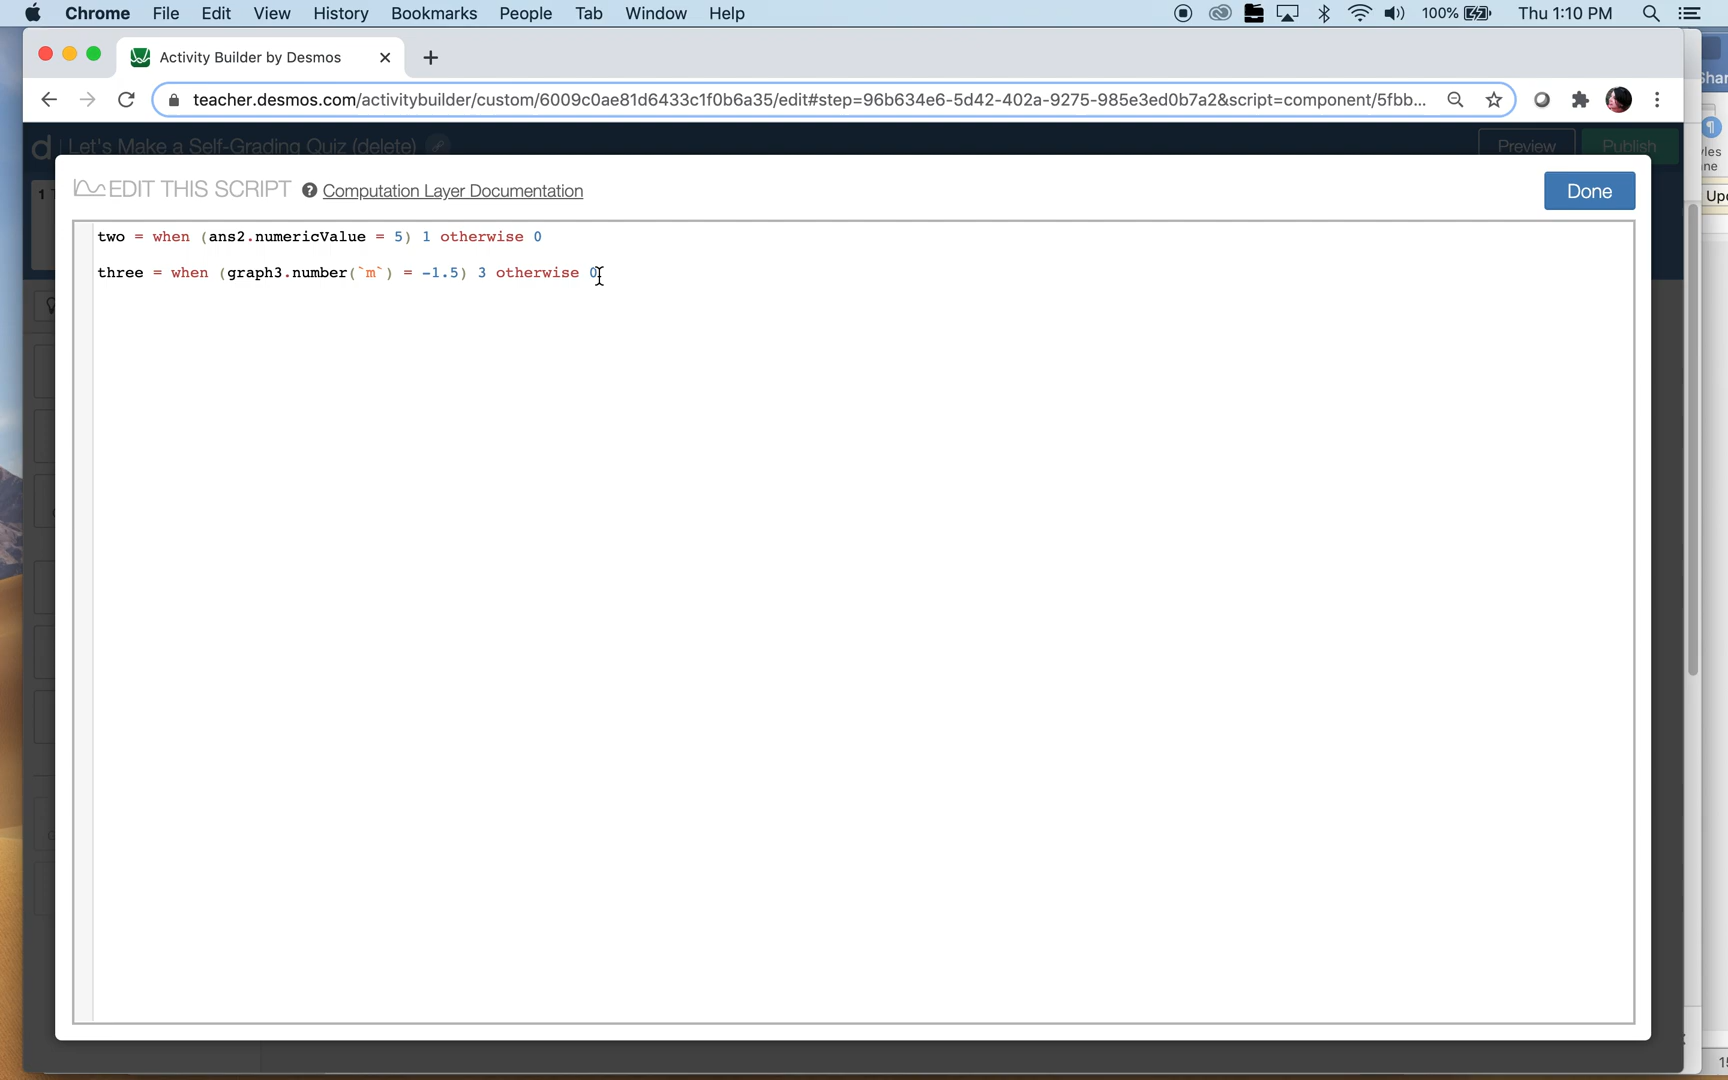 Chrome File Edit View History Bookmarks People Tab Window Help 100% Thu 1:10 PM
Activity Builder by Desmos
teacher.desmos.com/activitybuilder/custom/6009c0ae81d6433c1f0b6a35/edit#step=96b634e6-5d42-402a-9275-985e3ed0b7a2&script=component/5fbb...
d Let's Make a Self-Grading Quiz (delete) Preview Publish
EDIT THIS SCRIPT ? Computation Layer Documentation Done
two = when (ans2.numericValue = 5) 1 otherwise 0
three = when (graph3.number(`m`) = -1.5) 3 otherwise 0